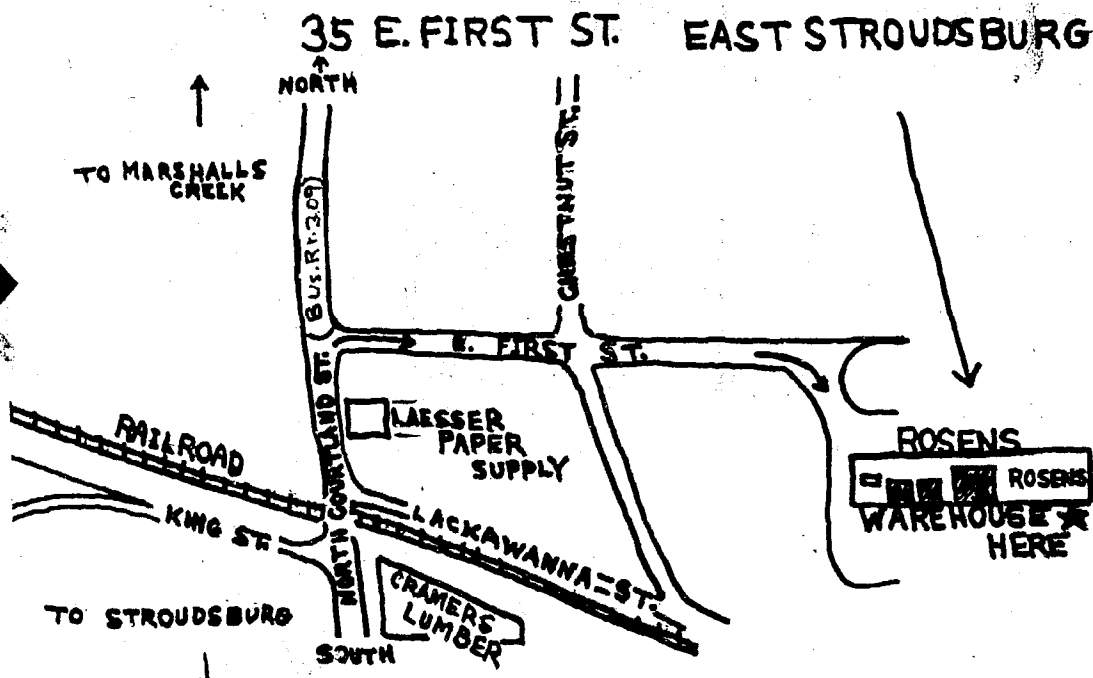 35 E. FIRST ST. EAST STROUDSBURG
NORTH
TO MARSHALLS
CREEK
BUS. Rt. 209
CHESTNUT ST.
E. FIRST ST.
NORTH COURTLAND ST.
LAESSER
PAPER
SUPPLY
RAILROAD
KING ST.
LACKAWANNA ST.
ROSENS
ROSENS
WAREHOUSE
HERE
CRAMERS
LUMBER
TO STROUDSBURG
SOUTH